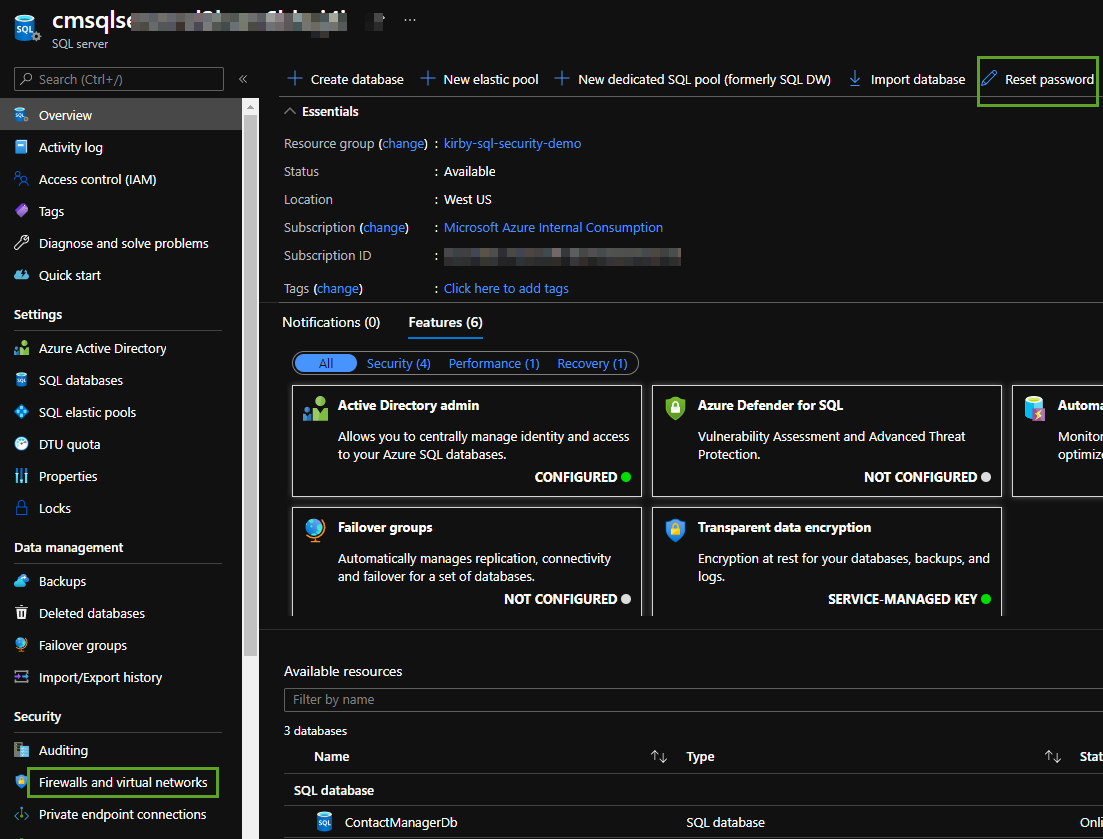 cmsqlse
SQL server
Search (Ctrl+/)
Overview
Activity log
Access control (IAM)
Tags
Diagnose and solve problems
Quick start
Settings
Azure Active Directory
SQL databases
SQL elastic pools
DTU quota
Properties
Locks
Data management
Backups
Deleted databases
Failover groups
Import/Export history
Security
Auditing
Firewalls and virtual networks
Private endpoint connections
Create database New elastic pool New dedicated SQL pool (formerly SQL DW) Import database Reset password
Essentials
Resource group (change) : kirby-sql-security-demo
Status : Available
Location : West US
Subscription (change) : Microsoft Azure Internal Consumption
Subscription ID :
Tags (change) : Click here to add tags
Notifications (0) Features (6)
All Security (4) Performance (1) Recovery (1)
Active Directory admin
Allows you to centrally manage identity and access
to your Azure SQL databases.
CONFIGURED
Azure Defender for SQL
Vulnerability Assessment and Advanced Threat
Protection.
NOT CONFIGURED
Automa
Monitor
optimize
Failover groups
Automatically manages replication, connectivity
and failover for a set of databases.
NOT CONFIGURED
Transparent data encryption
Encryption at rest for your databases, backups, and
logs.
SERVICE-MANAGED KEY
Available resources
Filter by name
3 databases
Name Type Stat
SQL database
ContactManagerDb SQL database Onli